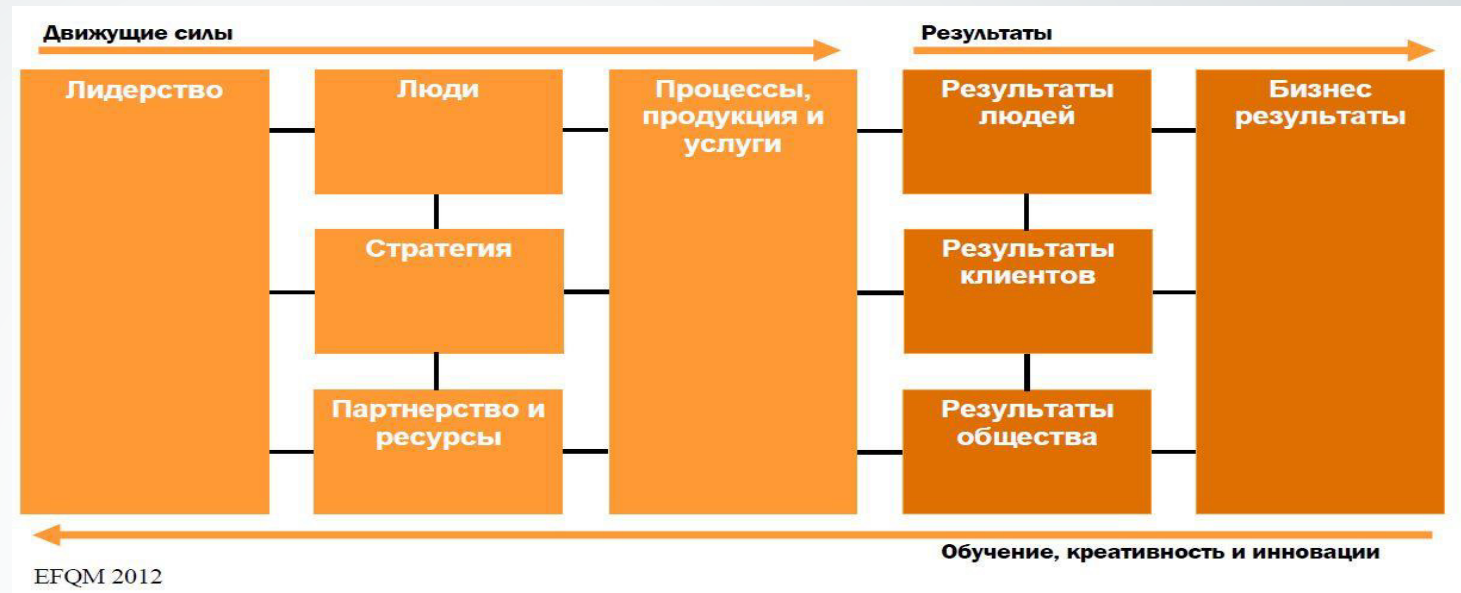 Движущие силы
Результаты
Лидерство
Люди
Процессы,
продукция и
услуги
Результаты
людей
Бизнес
результаты
Стратегия
Результаты
клиентов
Партнерство и
ресурсы
Результаты
общества
Обучение, креативность и инновации
EFQM 2012